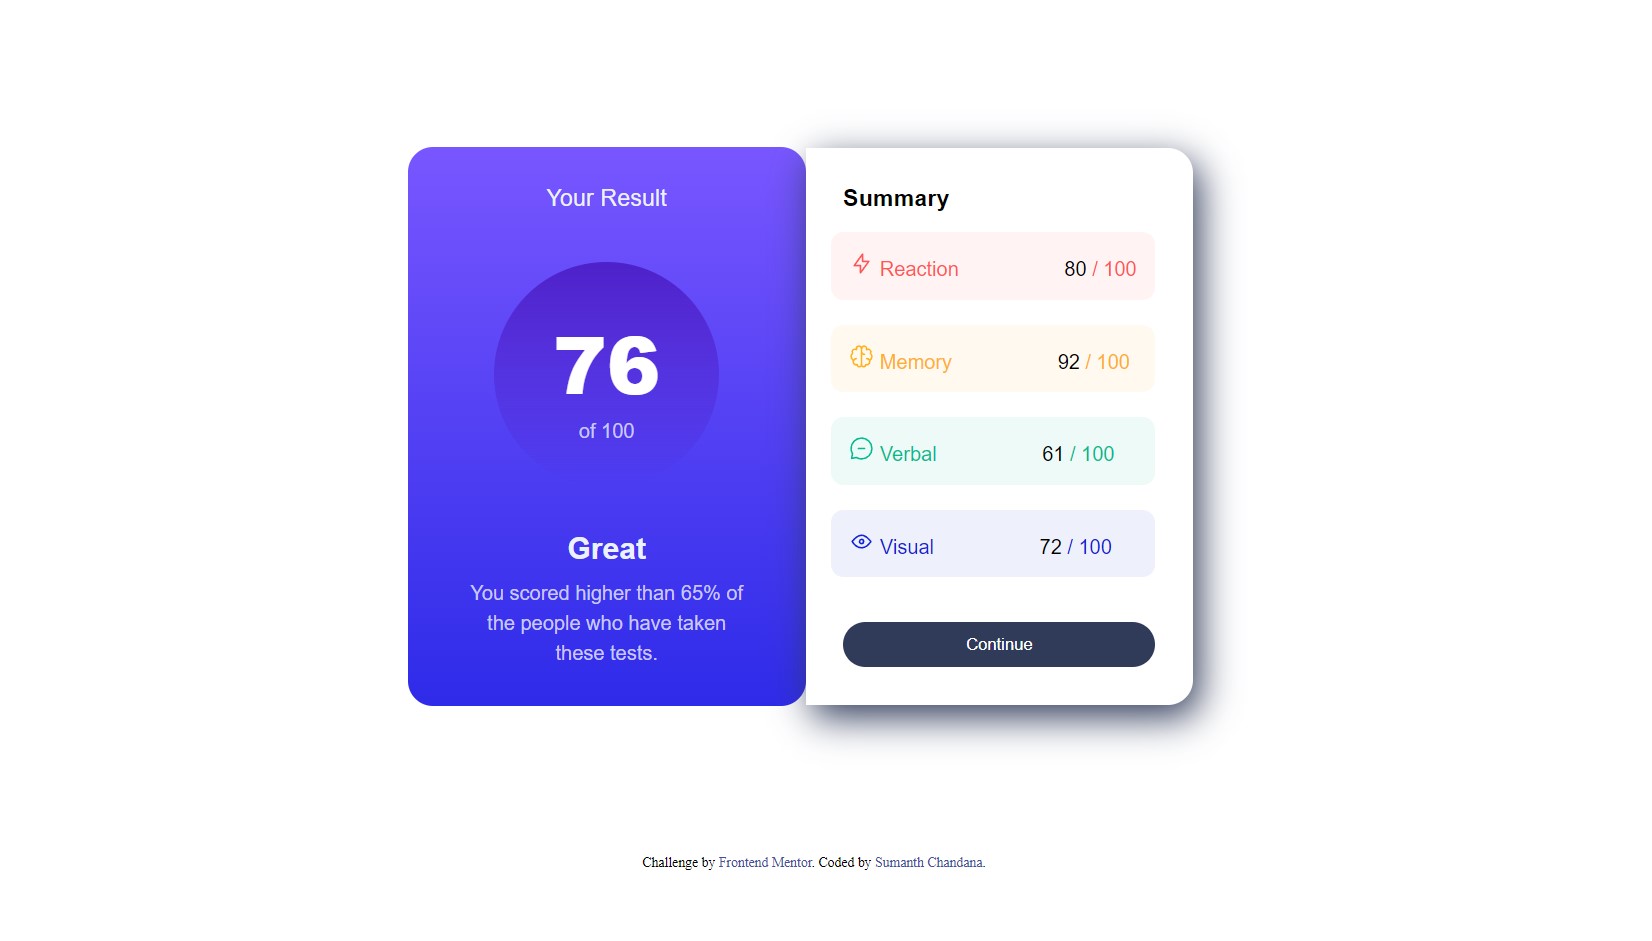 Your Result
76
of 100
Great
You scored higher than 65% of
the people who have taken
these tests.
Summary
Reaction 80 / 100
Memory 92 / 100
Verbal 61 / 100
Visual 72 / 100
Continue
Challenge by Frontend Mentor. Coded by Sumanth Chandana.